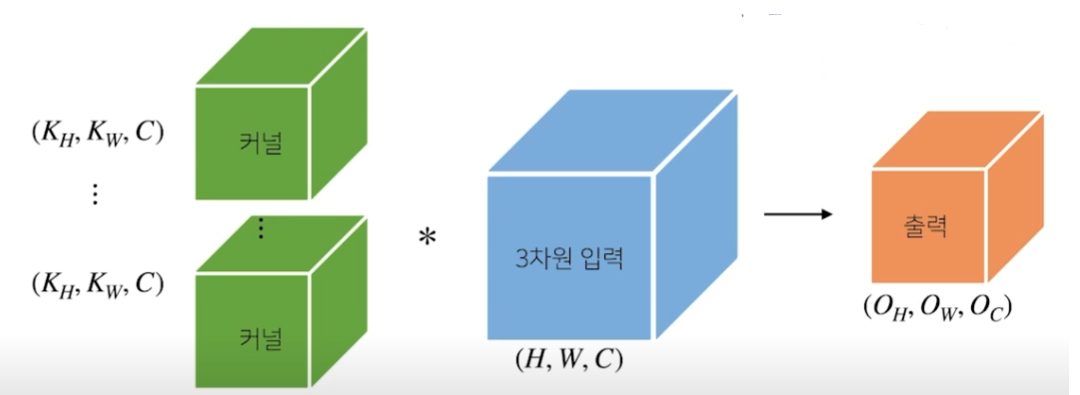 (K_H, K_W, C)
커널
⋮
⋮
(K_H, K_W, C)
커널
*
3차원 입력
(H, W, C)
출력
(O_H, O_W, O_C)